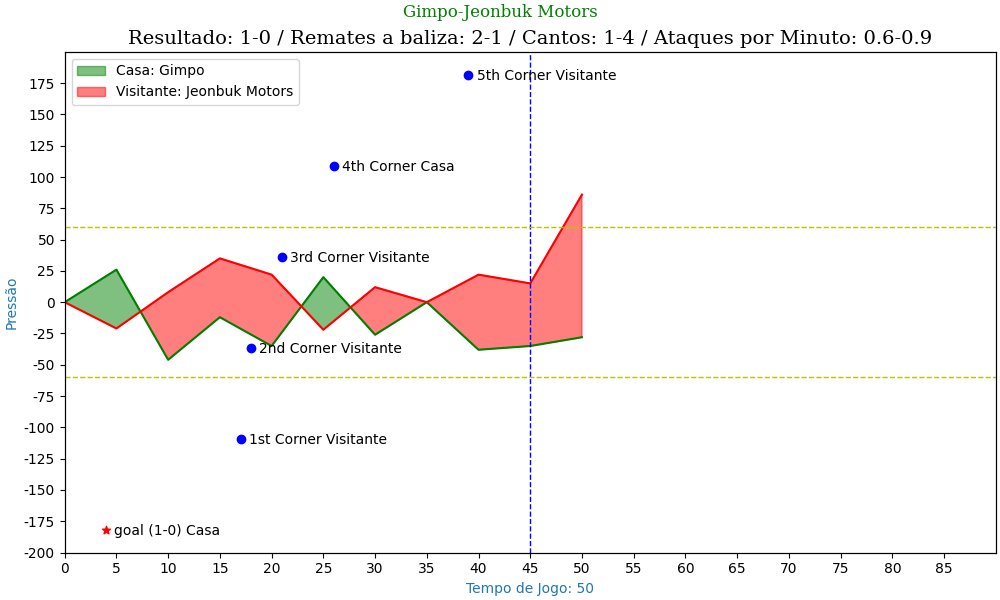 Gimpo-Jeonbuk Motors
Resultado: 1-0 / Remates a baliza: 2-1 / Cantos: 1-4 / Ataques por Minuto: 0.6-0.9
Casa: Gimpo
Visitante: Jeonbuk Motors
5th Corner Visitante
4th Corner Casa
3rd Corner Visitante
2nd Corner Visitante
1st Corner Visitante
goal (1-0) Casa
Pressão
175
150
125
100
75
50
25
0
-25
-50
-75
-100
-125
-150
-175
-200
0 5 10 15 20 25 30 35 40 45 50 55 60 65 70 75 80 85
Tempo de Jogo: 50